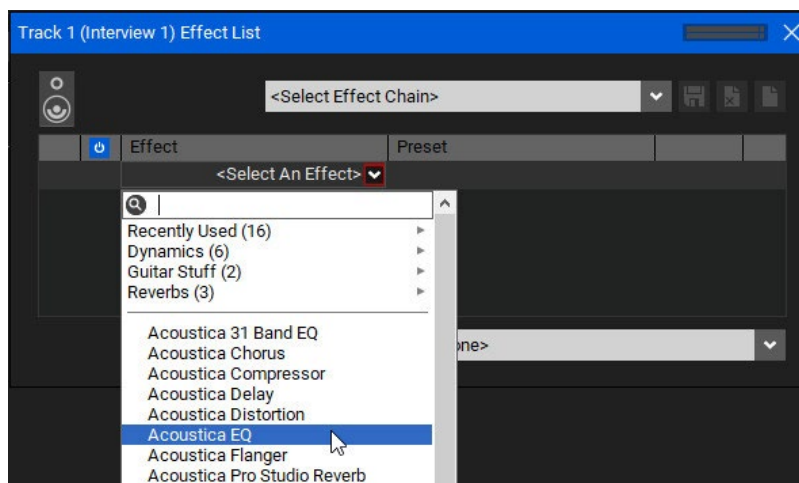 Track 1 (Interview 1) Effect List
<Select Effect Chain>
Effect Preset
<Select An Effect>
Recently Used (16)
Dynamics (6)
Guitar Stuff (2)
Reverbs (3)
Acoustica 31 Band EQ
Acoustica Chorus
one>
Acoustica Compressor
Acoustica Delay
Acoustica Distortion
Acoustica EQ
Acoustica Flanger
Acoustica Pro Studio Reverb